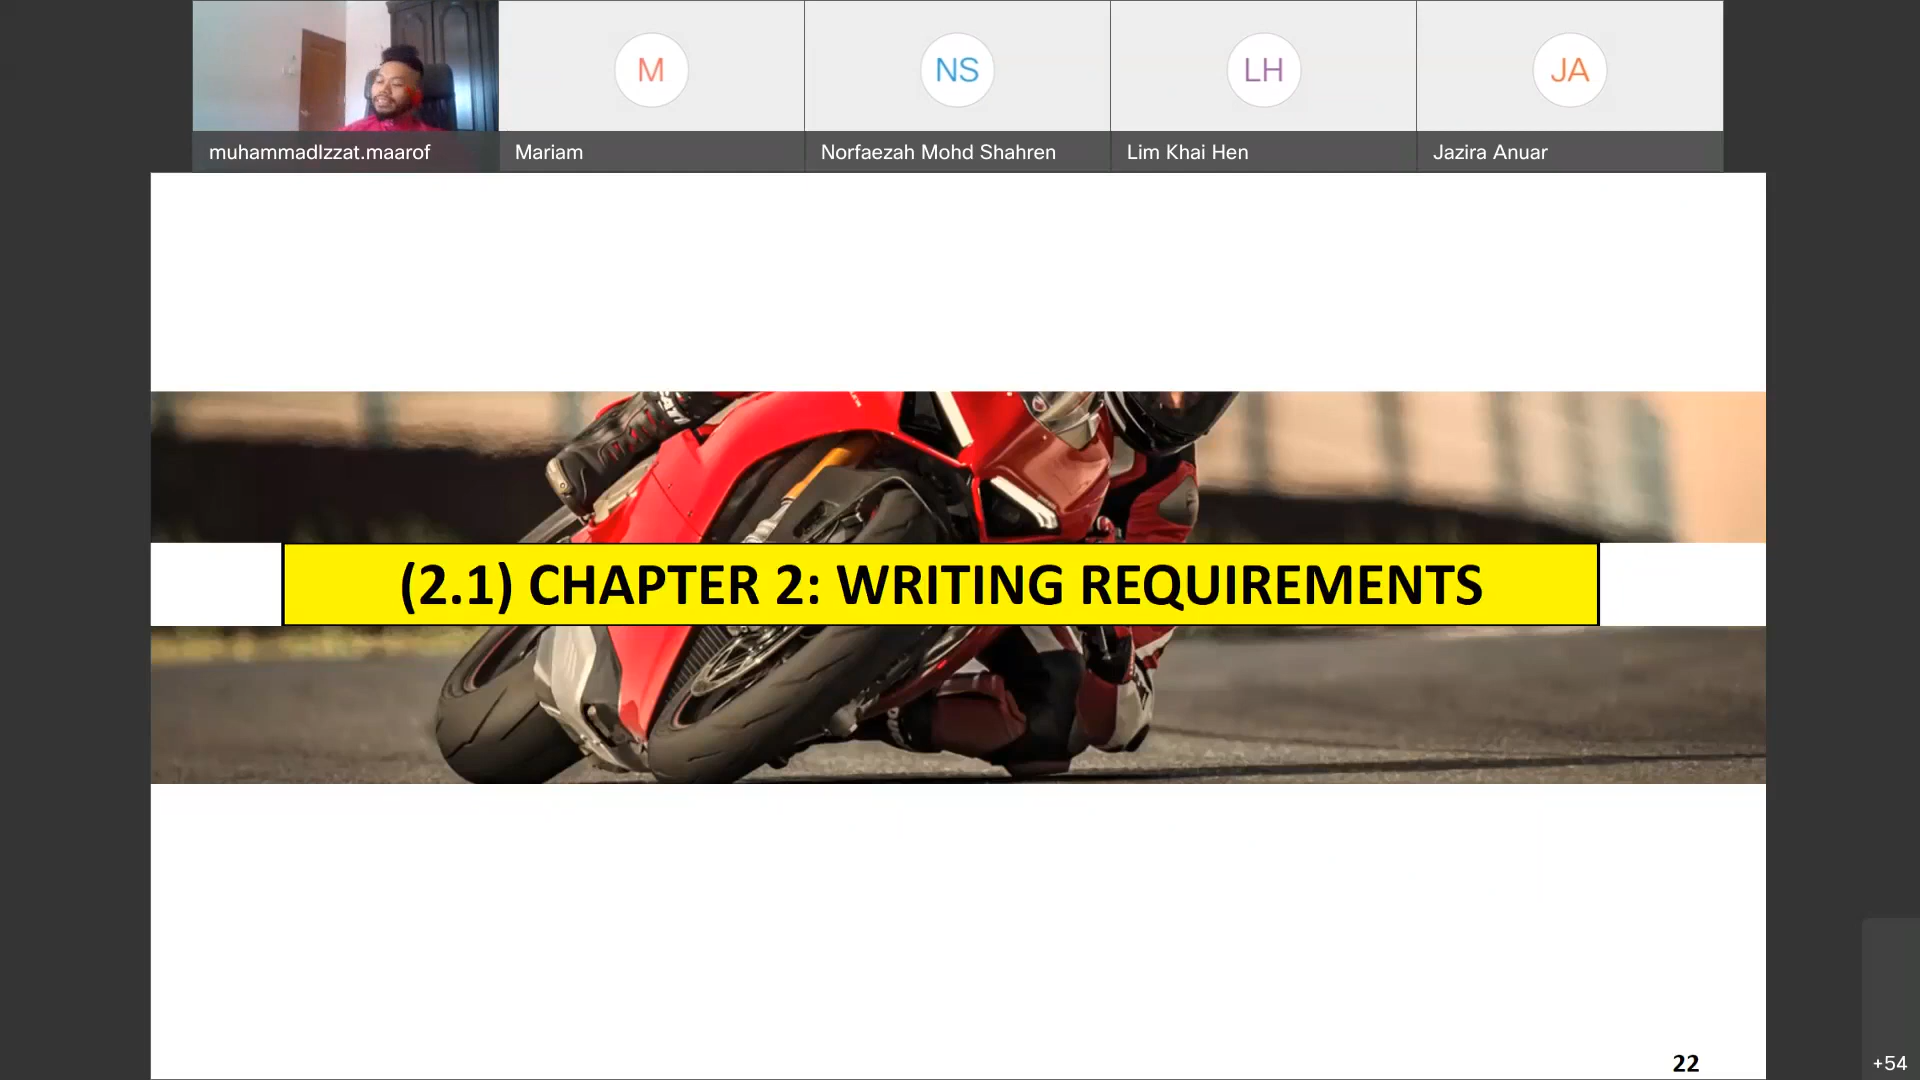 M
NS
LH
JA
muhammadIzzat.maarof
Mariam
Norfaezah Mohd Shahren
Lim Khai Hen
Jazira Anuar
(2.1) CHAPTER 2: WRITING REQUIREMENTS
22
+54